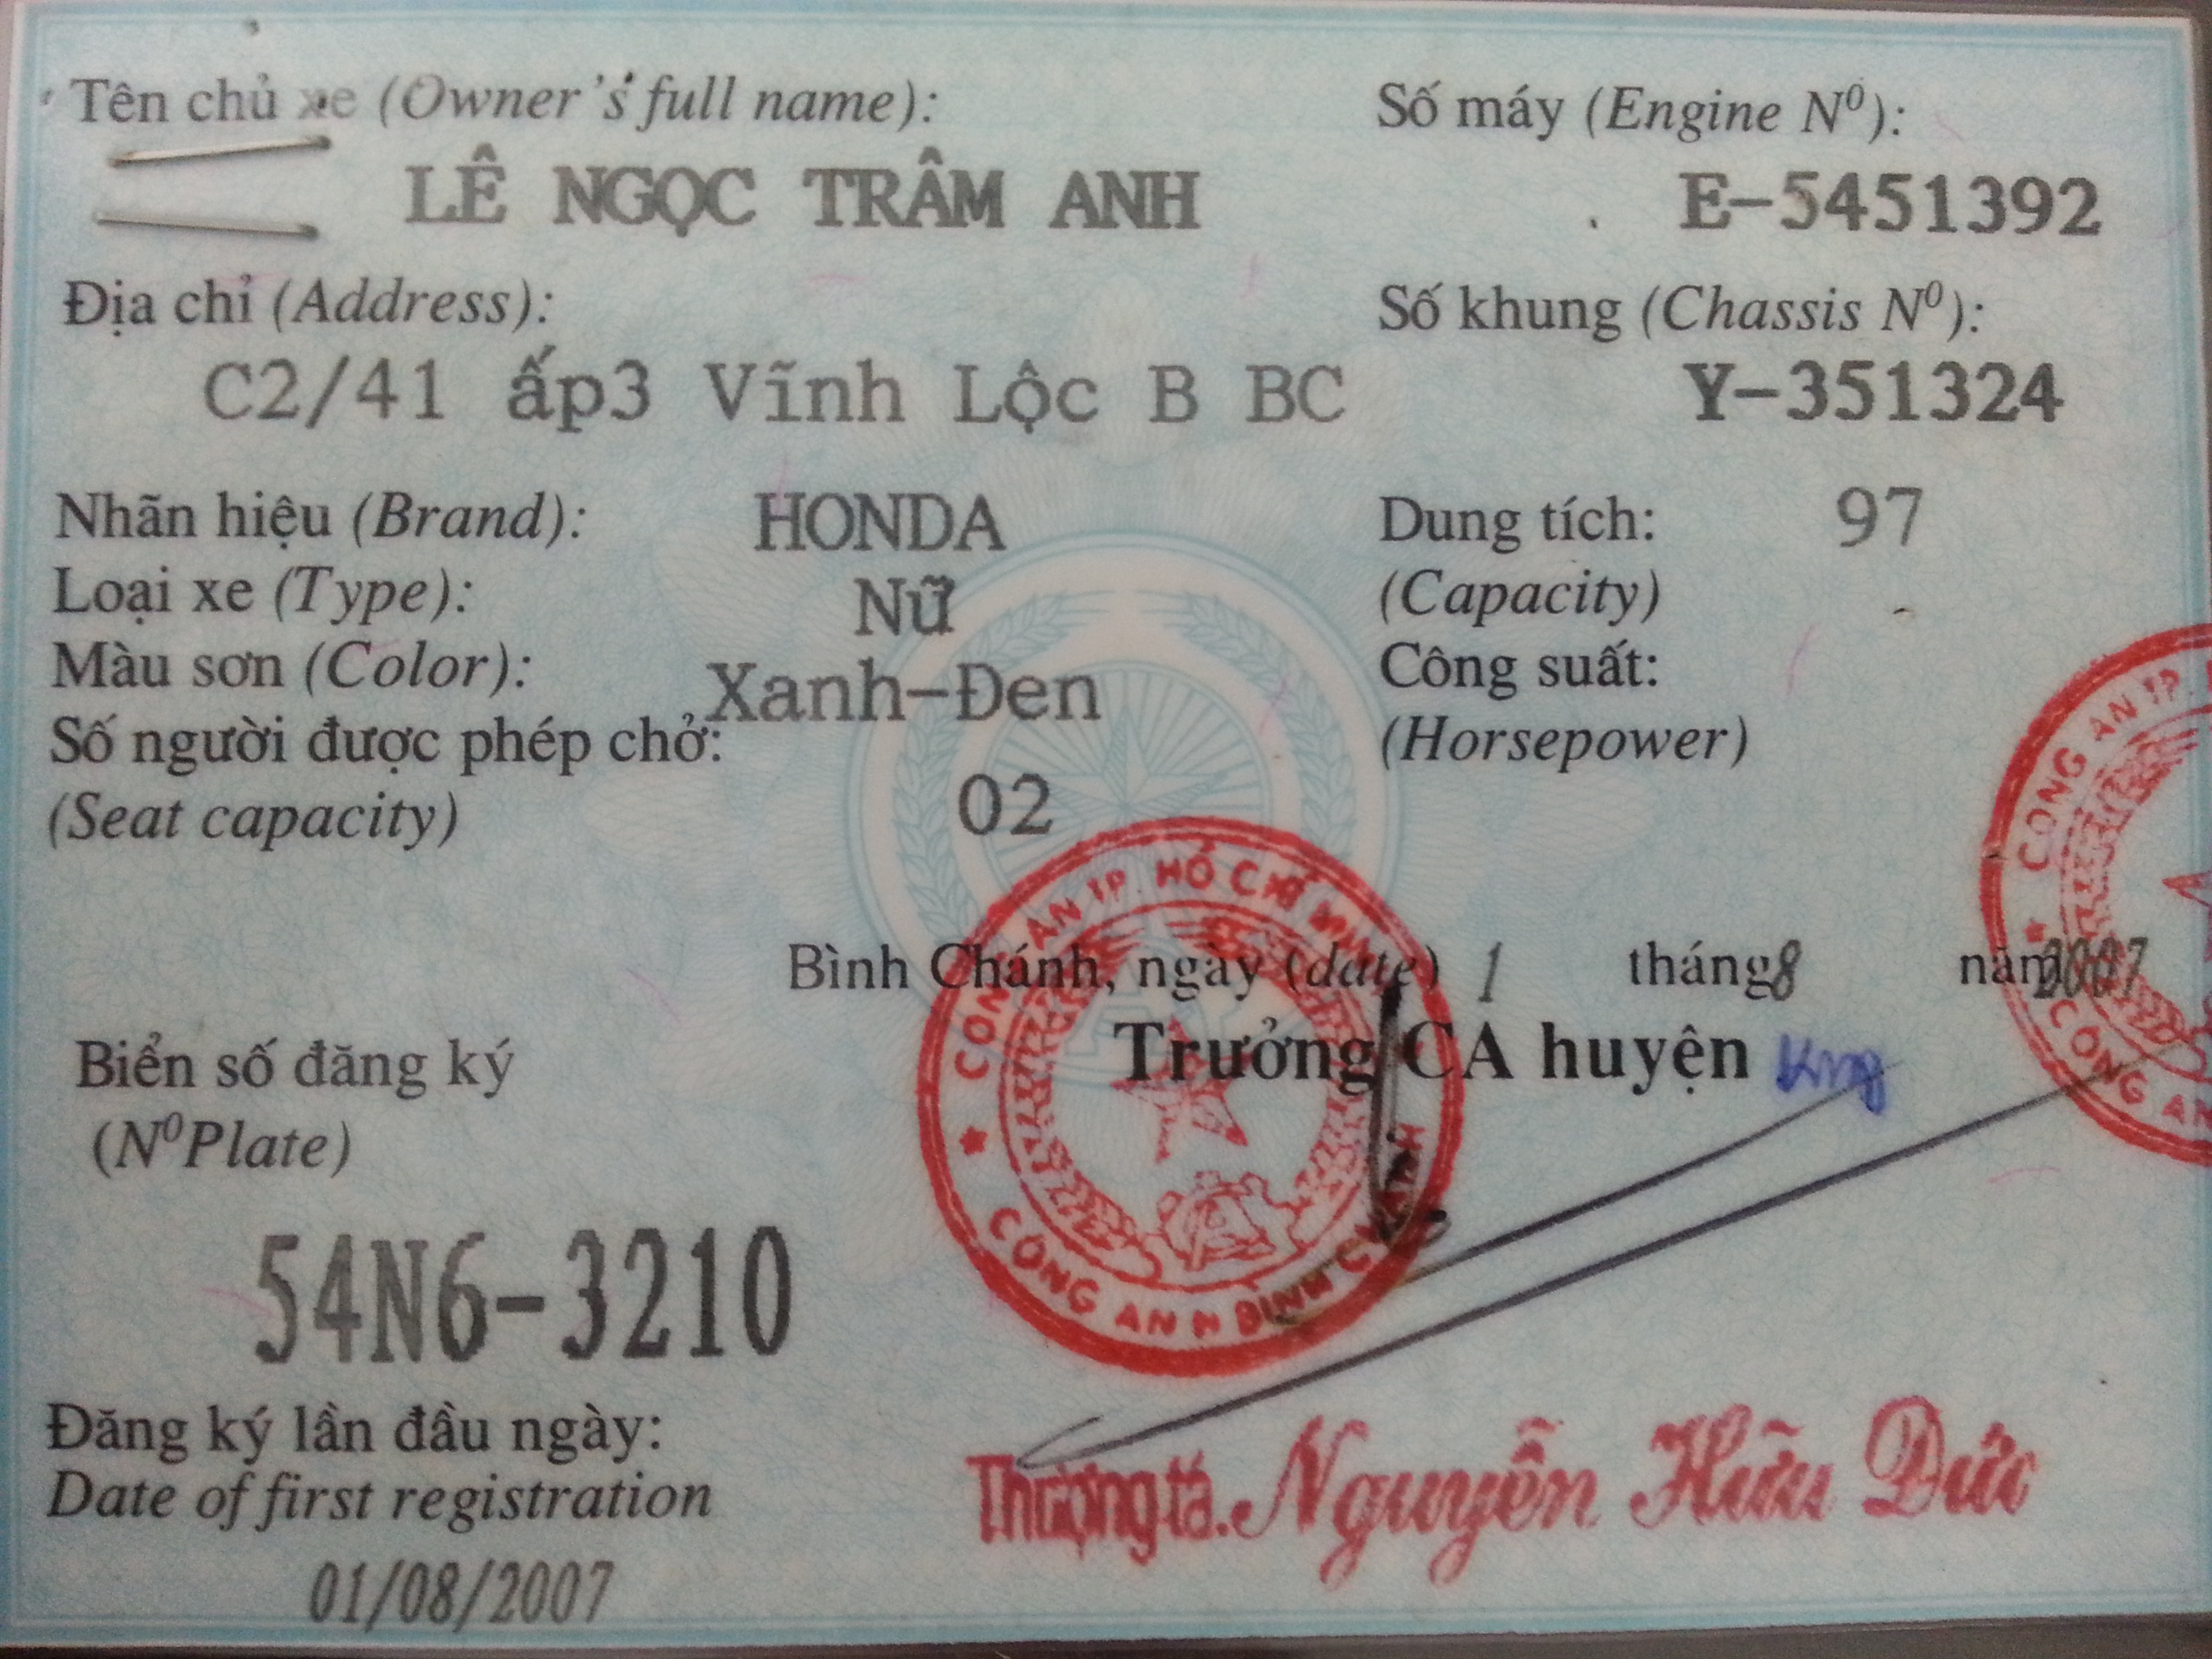 Tên chủ xe (Owner's full name):
LÊ NGỌC TRÂM ANH
Địa chỉ (Address):
C2/41 ấp3 Vĩnh Lộc B BC
Nhãn hiệu (Brand): HONDA
Loại xe (Type): Nữ
Màu sơn (Color): Xanh-Đen
Số người được phép chở: 02
(Seat capacity)
Số máy (Engine N⁰):
E-5451392
Số khung (Chassis N⁰):
Y-351324
Dung tích: 97
(Capacity)
Công suất:
(Horsepower)
Bình Chánh, ngày (date) 1 tháng 8 năm 2007
Trưởng CA huyện
CÔNG AN TP. HỒ CHÍ MINH
CÔNG AN H BÌNH CHÁNH
CÔNG AN TP.
CÔNG AN
Biển số đăng ký
(N⁰Plate)
54N6-3210
Đăng ký lần đầu ngày:
Date of first registration
01/08/2007
Thượng tá. Nguyễn Hữu Đức